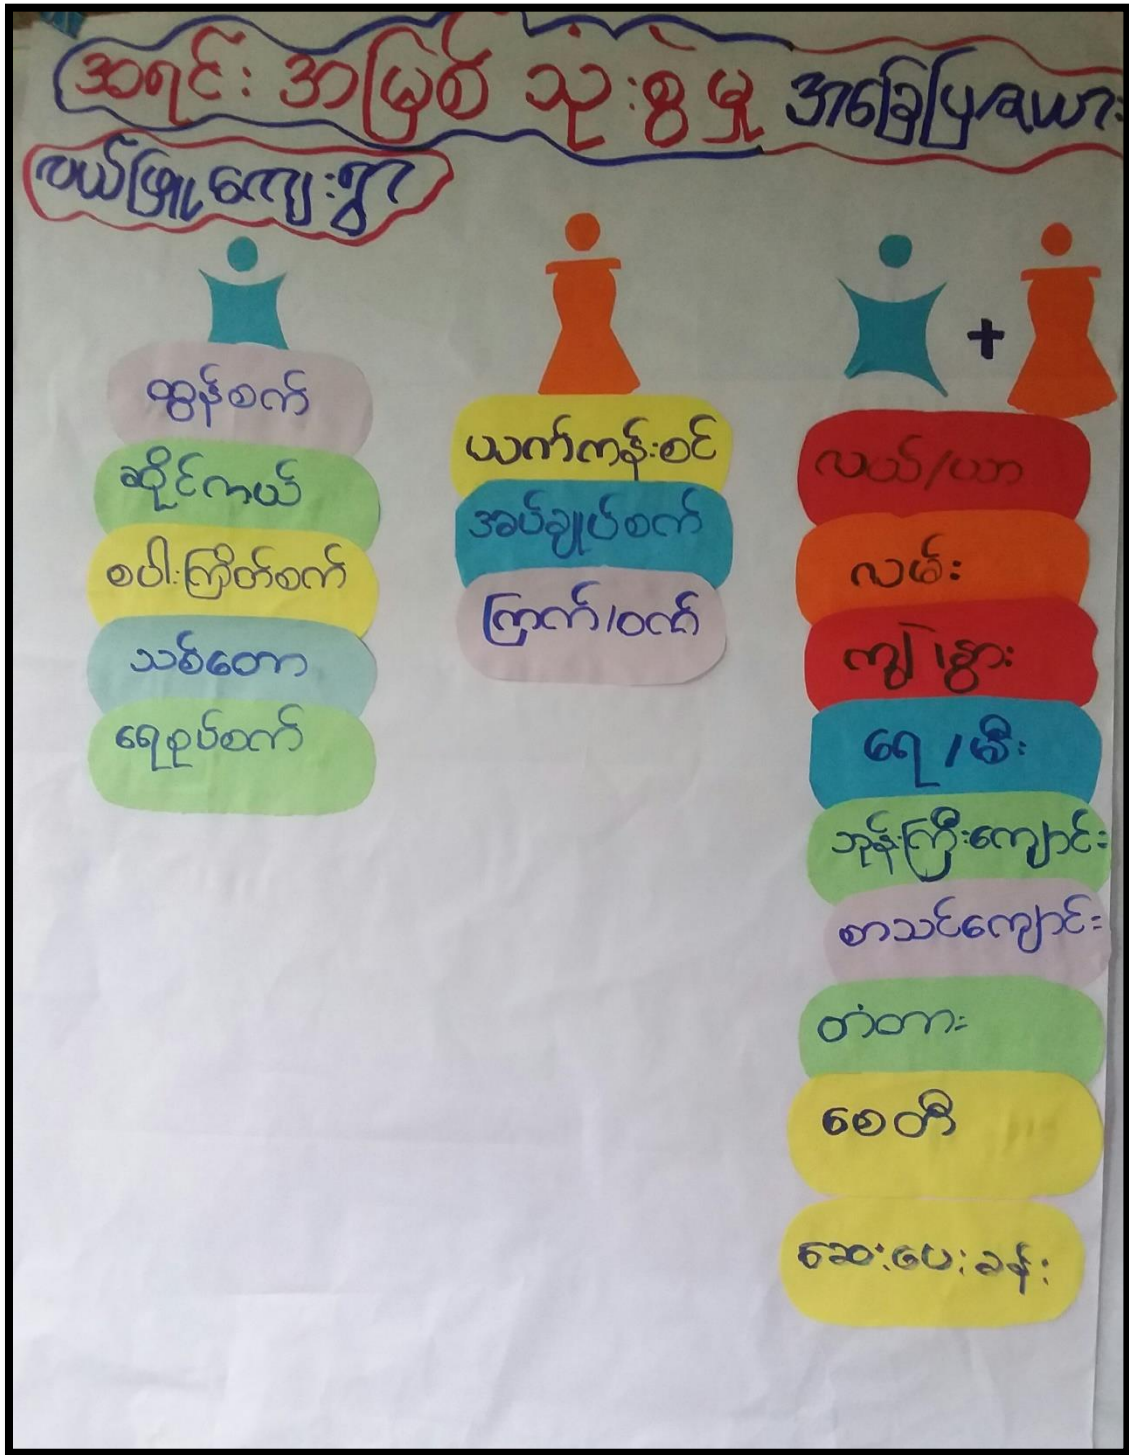 အရင်းအမြစ် သုံးစွဲမှု အခြေပြဇယား
လယ်ဖြူကျေးရွာ
ထွန်စက်
ဆိုင်ကယ်
စပါးကြိတ်စက်
သစ်တော
ရေစုပ်စက်
ယက်ကန်းစင်
အပ်ချုပ်စက်
ကြက်/ဝက်
+
လယ်/ယာ
လမ်း
ကျွဲ/နွား
ရေ/မီး
ဘုန်းကြီးကျောင်း
စာသင်ကျောင်း
တံတား
စေတီ
ဆေးပေးခန်း